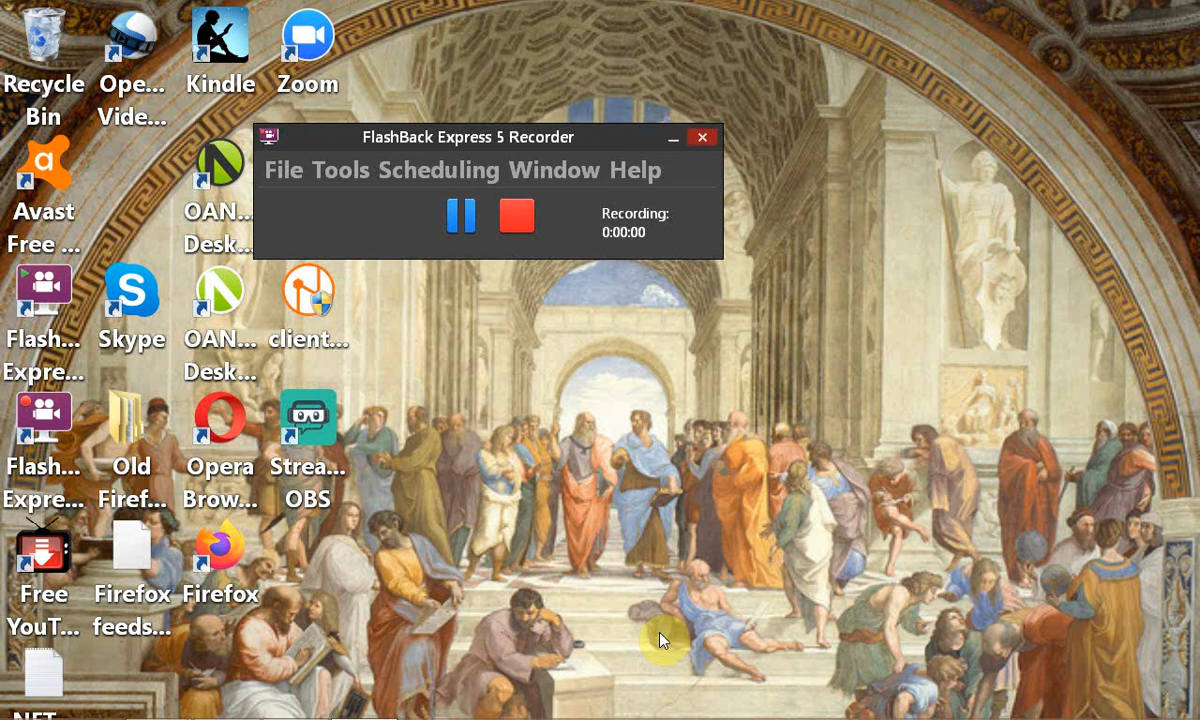 Recycle
Bin
Ope...
Vide...
Kindle
Zoom
FlashBack Express 5 Recorder
File Tools Scheduling Window Help
Recording:
0:00:00
Avast
Free ...
OAN...
Desk...
Flash...
Expre...
Skype
OAN...
Desk...
client...
Flash...
Expre...
Old
Firef...
Opera
Brow...
Strea...
OBS
Free
YouT...
Firefox
feeds...
Firefox